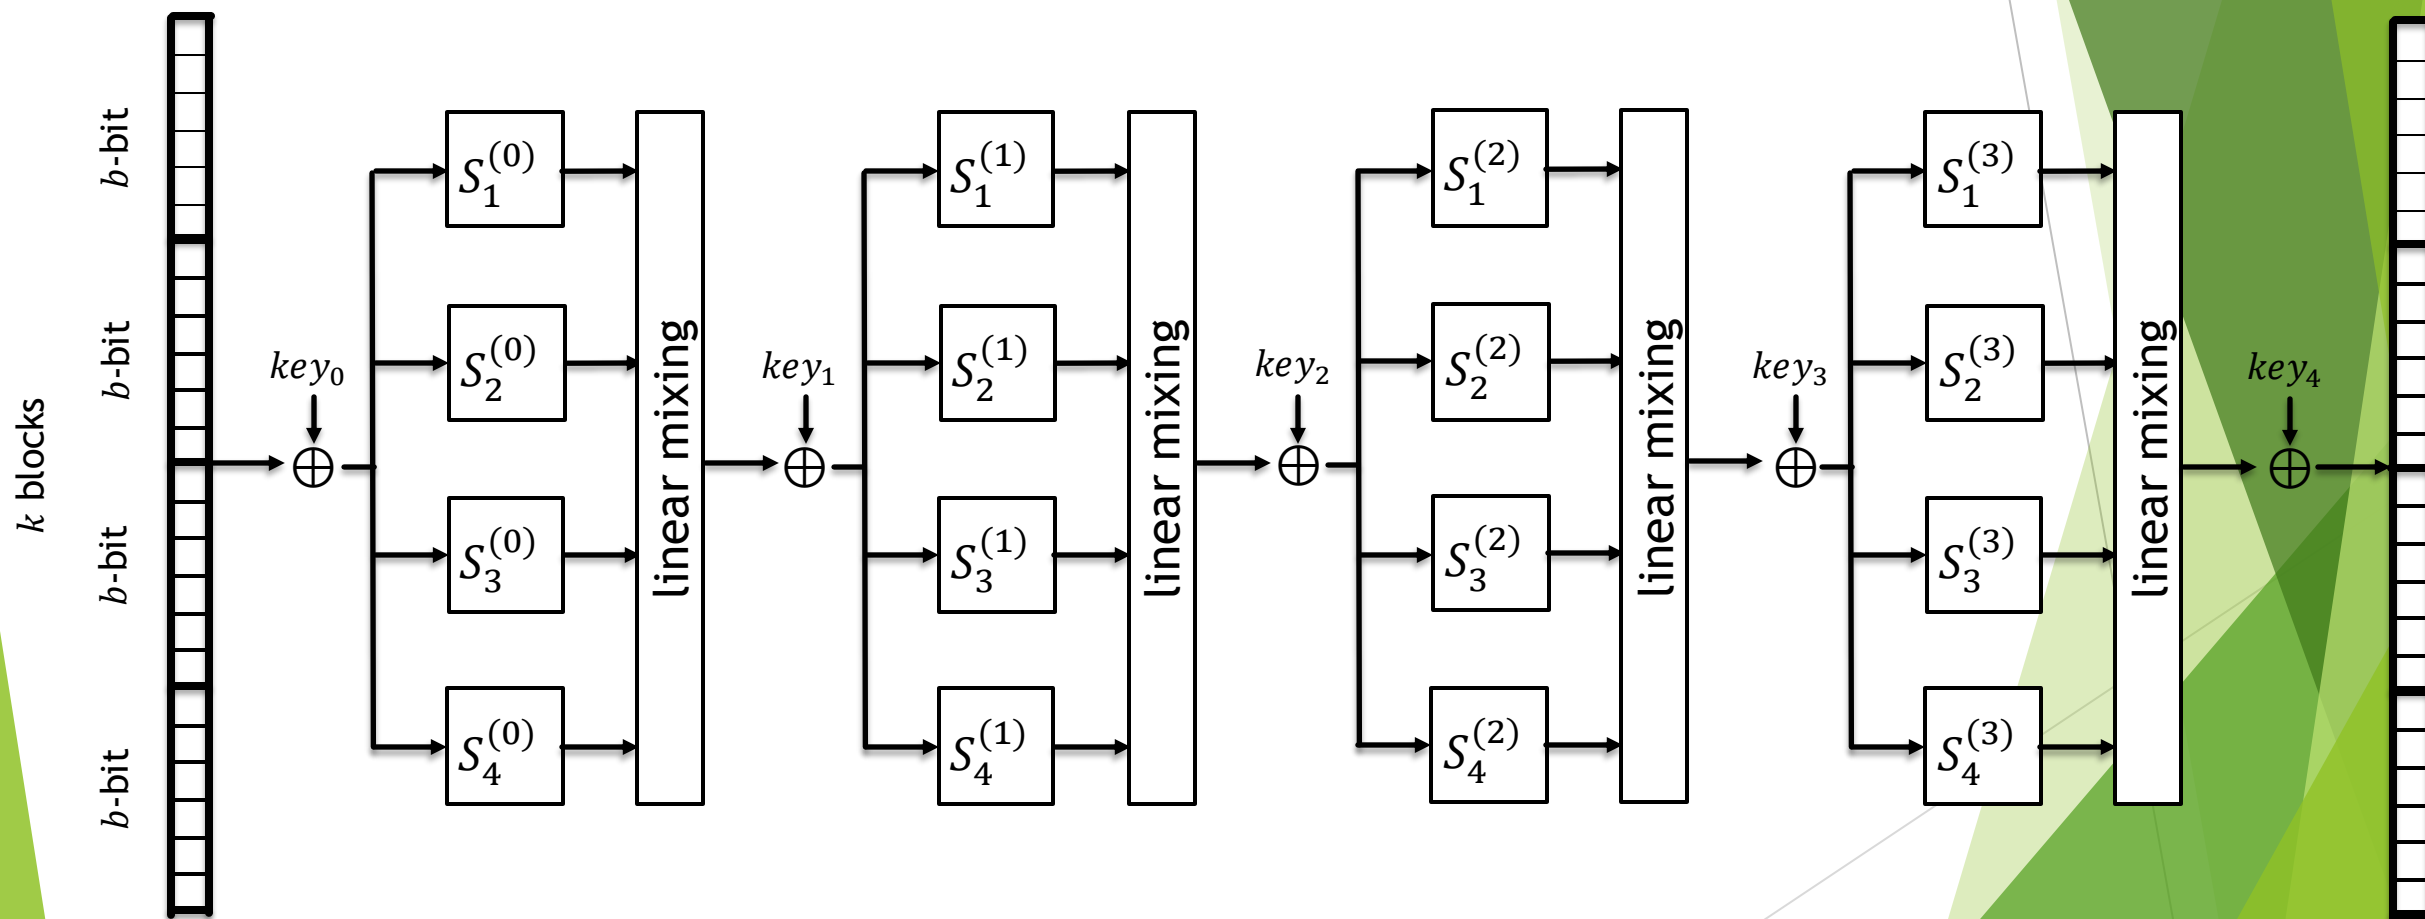 k blocks
b-bit
b-bit
b-bit
b-bit
key₀
S₁⁽⁰⁾
S₂⁽⁰⁾
S₃⁽⁰⁾
S₄⁽⁰⁾
linear mixing
key₁
S₁⁽¹⁾
S₂⁽¹⁾
S₃⁽¹⁾
S₄⁽¹⁾
linear mixing
key₂
S₁⁽²⁾
S₂⁽²⁾
S₃⁽²⁾
S₄⁽²⁾
linear mixing
key₃
S₁⁽³⁾
S₂⁽³⁾
S₃⁽³⁾
S₄⁽³⁾
linear mixing
key₄